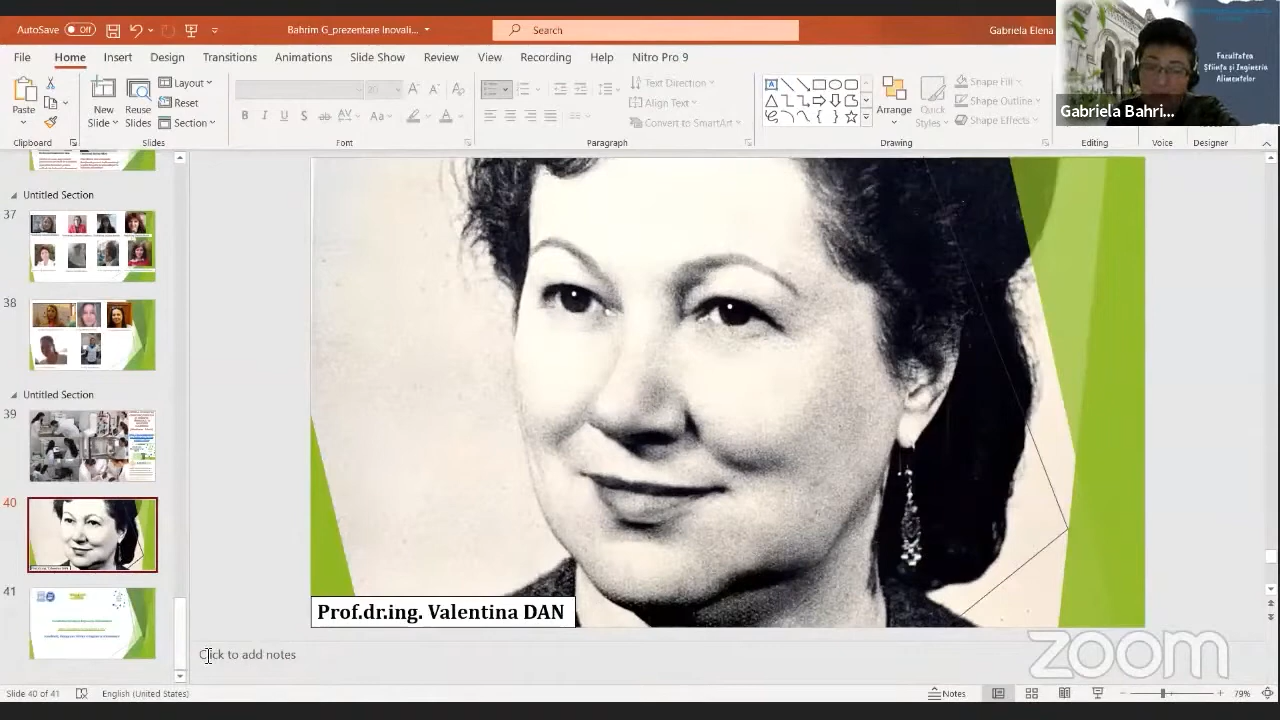 AutoSave
Off
Bahrim G_prezentare Inovali...
Search
Gabriela Elena
File
Home
Insert
Design
Transitions
Animations
Slide Show
Review
View
Recording
Help
Nitro Pro 9
Paste
New
Slide
Reuse
Slides
Layout
Reset
Section
Text Direction
Align Text
Convert to SmartArt
Arrange
Quick
Styles
Shape Fill
Shape Outline
Shape Effects
Clipboard
Slides
Font
Paragraph
Drawing
Editing
Voice
Designer
Facultatea
Știința și Ingineria
Alimentelor
Gabriela Bahri...
Untitled Section
37
38
Untitled Section
39
40
41
Prof.dr.ing. Valentina DAN
Click to add notes
zoom
Slide 40 of 41
English (United States)
Notes
79%